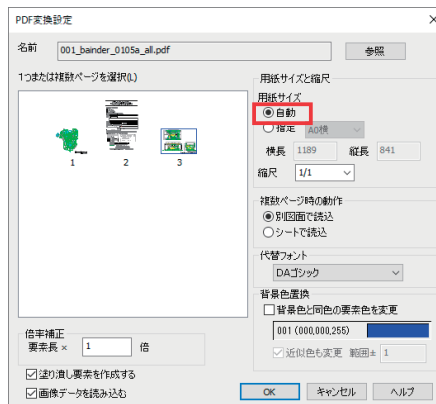 PDF変換設定
名前 001_bainder_0105a_all.pdf 参照
1つまたは複数ページを選択(L)
1 2 3
倍率補正
要素長 × 1 倍
塗り潰し要素を作成する
画像データを読み込む
用紙サイズと縮尺
用紙サイズ
自動
指定 A0横
横長 1189 縦長 841
縮尺 1/1
複数ページ時の動作
別図面で読込
シートで読込
代替フォント
DAゴシック
背景色置換
背景色と同色の要素色を変更
001 (000,000,255)
近似色も変更 範囲± 1
OK キャンセル ヘルプ